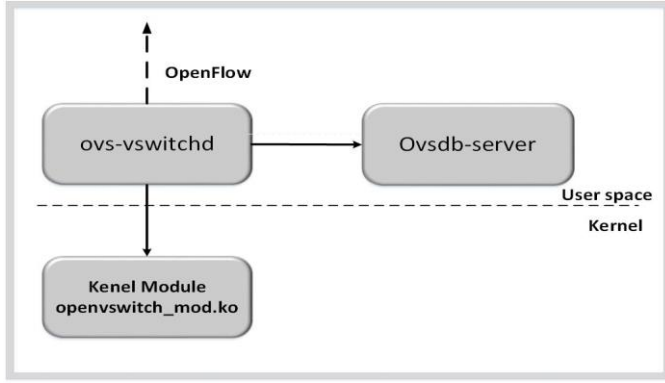 OpenFlow
ovs-vswitchd
Ovsdb-server
User space
Kernel
Kenel Module
openvswitch_mod.ko